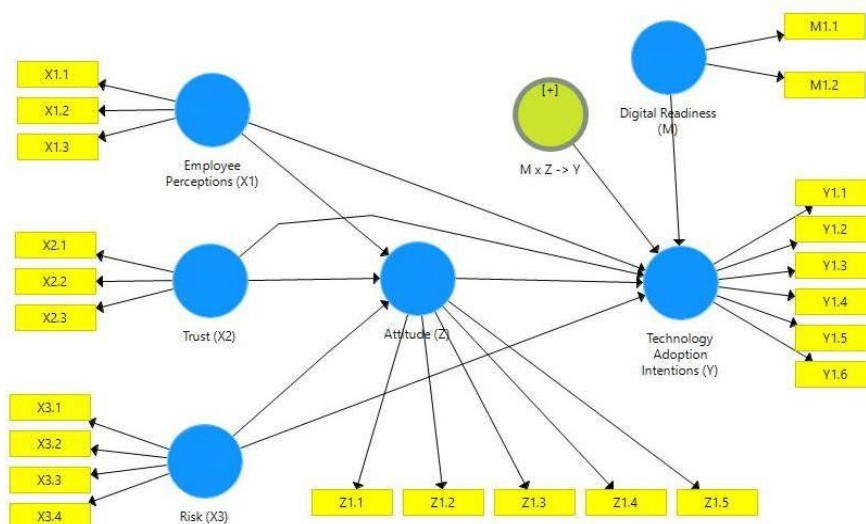 X1.1
X1.2
X1.3
Employee
Perceptions (X1)
[+]
M x Z -> Y
Digital Readiness
(M)
M1.1
M1.2
X2.1
X2.2
X2.3
Trust (X2)
Attitude (Z)
Technology
Adoption
Intentions (Y)
Y1.1
Y1.2
Y1.3
Y1.4
Y1.5
Y1.6
X3.1
X3.2
X3.3
X3.4
Risk (X3)
Z1.1
Z1.2
Z1.3
Z1.4
Z1.5